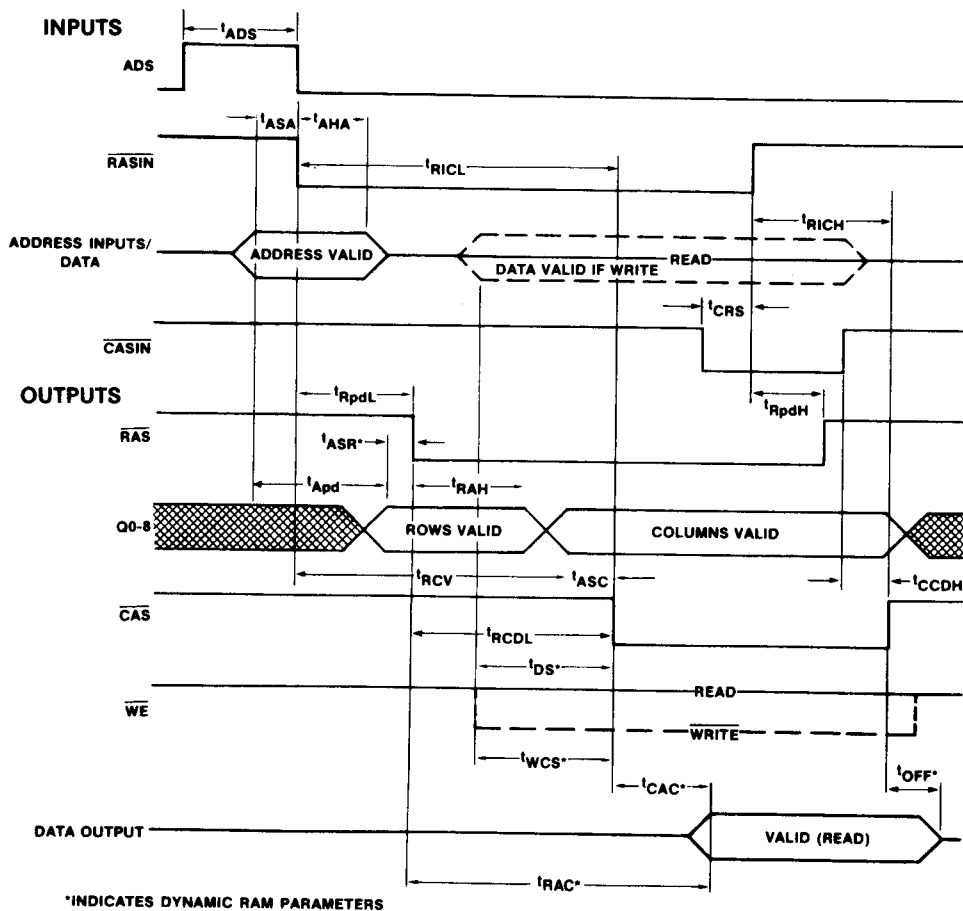 INPUTS
tADS
ADS
tASA tAHA
RASIN
tRICL
tRICH
ADDRESS INPUTS/
DATA
ADDRESS VALID
READ
DATA VALID IF WRITE
tCRS
CASIN
OUTPUTS
tRpdL
tRpdH
RAS
tASR*
tApd
tRAH
Q0-8
ROWS VALID
COLUMNS VALID
tRCV
tASC
tCCDH
CAS
tRCDL
tDS*
READ
WE
WRITE
tWCS*
tCAC*
tOFF*
DATA OUTPUT
VALID (READ)
tRAC*
*INDICATES DYNAMIC RAM PARAMETERS